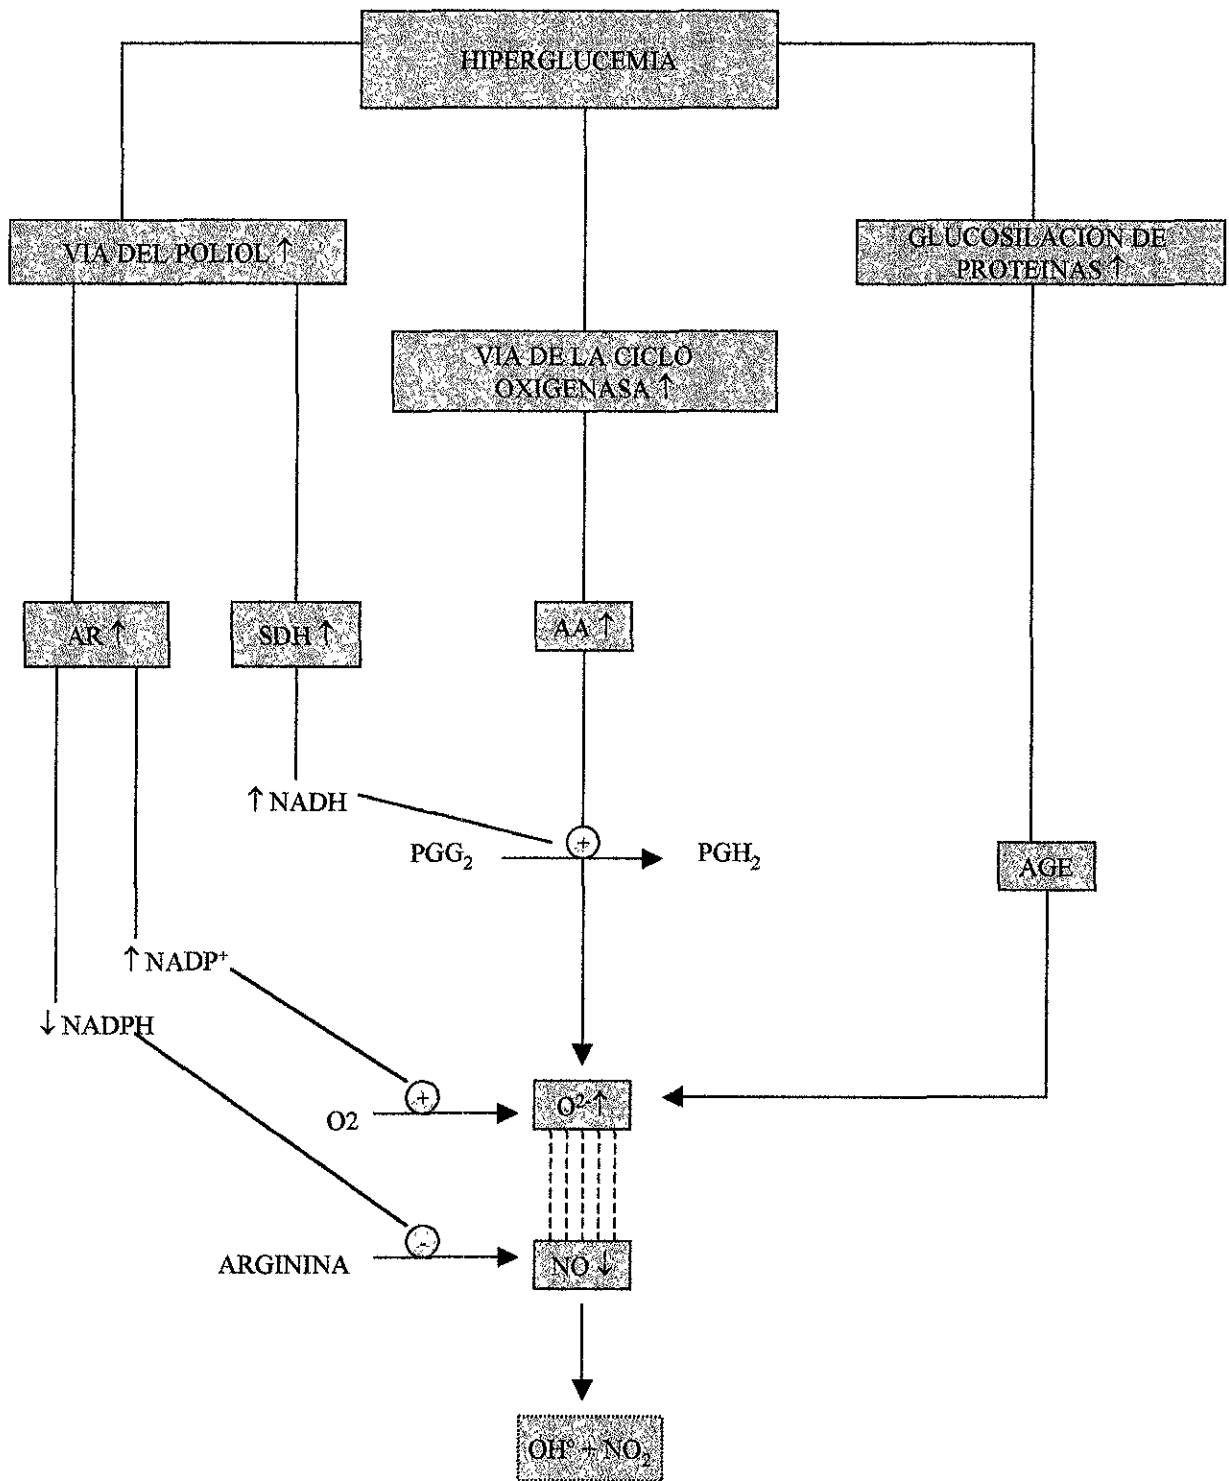 HIPERGLUCEMIA
VIA DEL POLIOL ↑
GLUCOSILACION DE
PROTEINAS ↑
VIA DE LA CICLO
OXIGENASA ↑
AR ↑
SDH ↑
AA ↑
↑ NADH
+
PGG₂
PGH₂
AGE
↑ NADP⁺
↓ NADPH
+
O2
O²⁻ ↑
-
ARGININA
NO ↓
OH° + NO₂